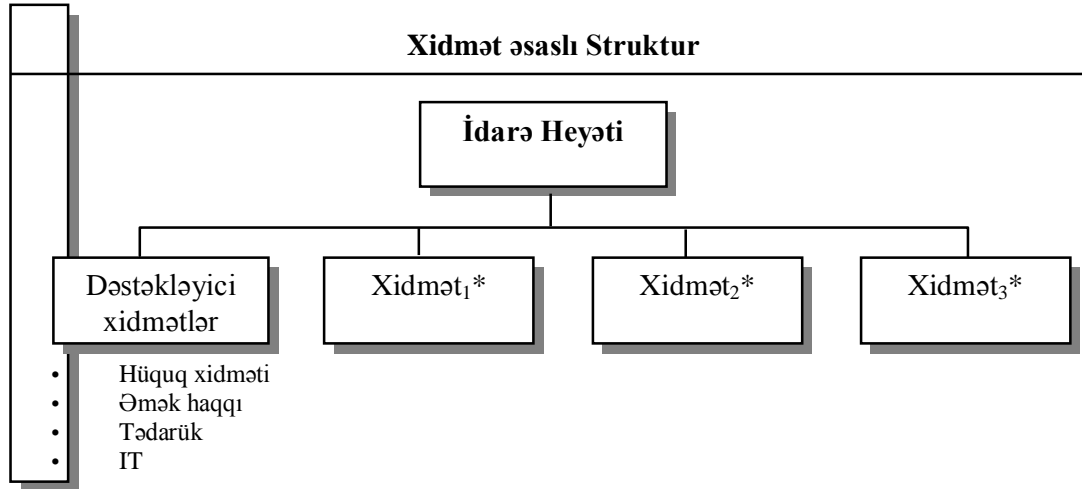 Xidmət əsaslı Struktur
İdarə Heyəti
Dəstəkləyici
xidmətlər
Xidmət₁*
Xidmət₂*
Xidmət₃*
• Hüquq xidməti
• Əmək haqqı
• Tədarük
• IT